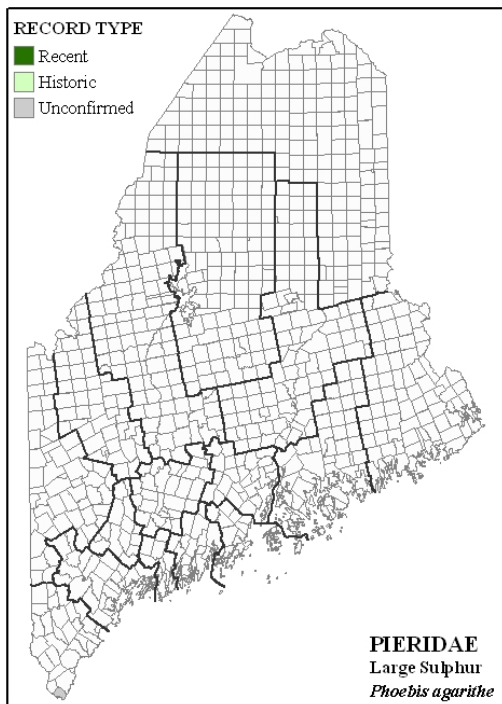 RECORD TYPE
Recent
Historic
Unconfirmed
PIERIDAE
Large Sulphur
Phoebis agarithe